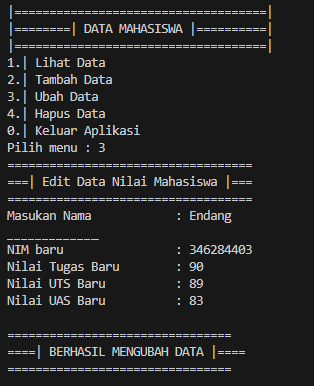 |====================================|
|========| DATA MAHASISWA |==========|
|====================================|
1.| Lihat Data
2.| Tambah Data
3.| Ubah Data
4.| Hapus Data
0.| Keluar Aplikasi
Pilih menu : 3
===================================
===| Edit Data Nilai Mahasiswa |===
===================================
Masukan Nama            : Endang
_____________
NIM baru                : 346284403
Nilai Tugas Baru        : 90
Nilai UTS Baru          : 89
Nilai UAS Baru          : 83
================================
====| BERHASIL MENGUBAH DATA |====
================================